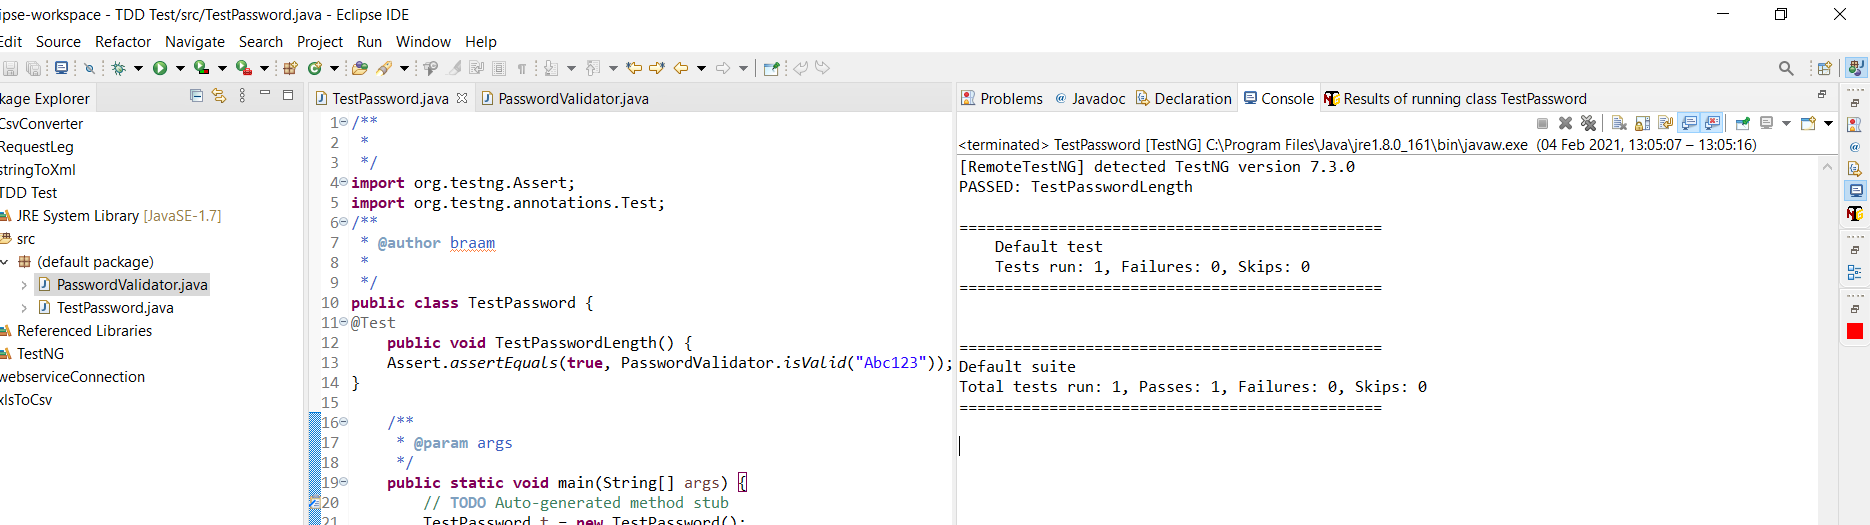 ipse-workspace - TDD Test/src/TestPassword.java - Eclipse IDE
Edit Source Refactor Navigate Search Project Run Window Help
kage Explorer
CsvConverter
RequestLeg
stringToXml
TDD Test
JRE System Library [JavaSE-1.7]
src
(default package)
PasswordValidator.java
TestPassword.java
Referenced Libraries
TestNG
webserviceConnection
xlsToCsv
TestPassword.java PasswordValidator.java
1 /**
2 *
3 */
4 import org.testng.Assert;
5 import org.testng.annotations.Test;
6 /**
7 * @author braam
8 *
9 */
10 public class TestPassword {
11 @Test
12 public void TestPasswordLength() {
13 Assert.assertEquals(true, PasswordValidator.isValid("Abc123"));
14 }
15
16 /**
17 * @param args
18 */
19 public static void main(String[] args) {
20 // TODO Auto-generated method stub
21 TestPassword t = new TestPassword();
Problems @ Javadoc Declaration Console Results of running class TestPassword
<terminated> TestPassword [TestNG] C:\Program Files\Java\jre1.8.0_161\bin\javaw.exe (04 Feb 2021, 13:05:07 – 13:05:16)
[RemoteTestNG] detected TestNG version 7.3.0
PASSED: TestPasswordLength
===============================================
Default test
Tests run: 1, Failures: 0, Skips: 0
===============================================
===============================================
Default suite
Total tests run: 1, Passes: 1, Failures: 0, Skips: 0
===============================================